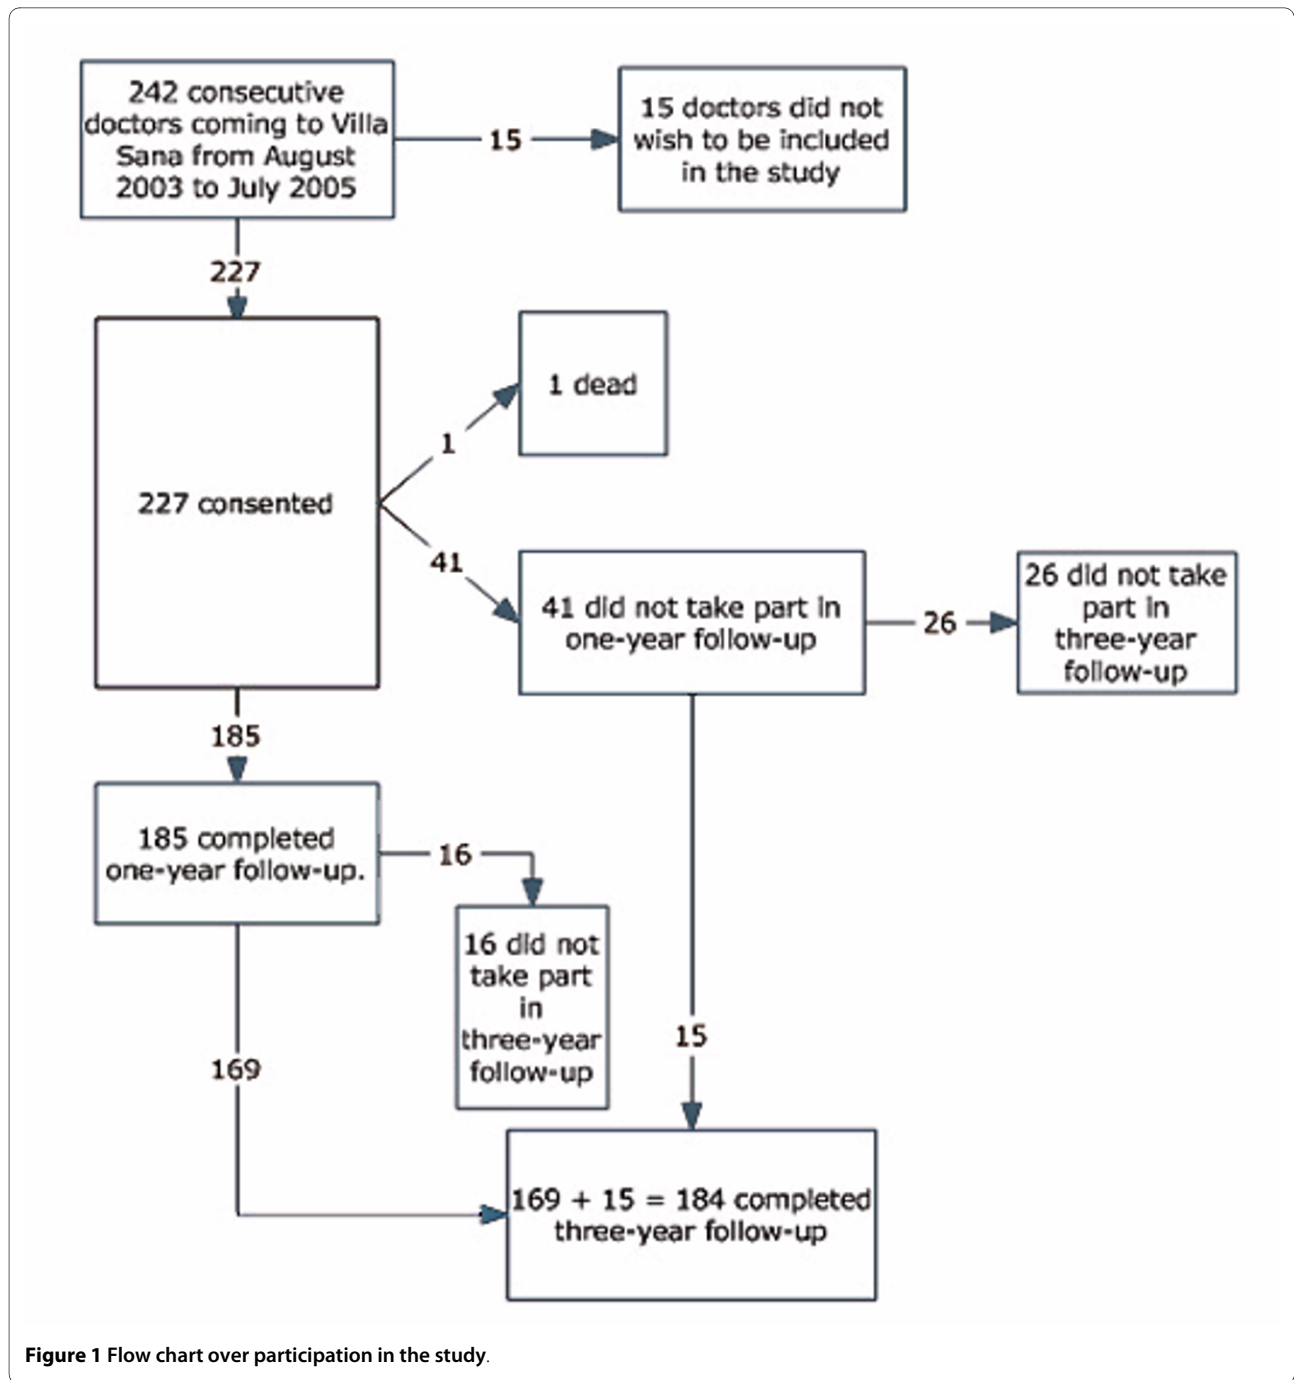 242 consecutive
doctors coming to Villa
Sana from August
2003 to July 2005
15
15 doctors did not
wish to be included
in the study
227
227 consented
1
1 dead
41
41 did not take part in
one-year follow-up
26
26 did not take
part in
three-year
follow-up
185
185 completed
one-year follow-up.
16
16 did not
take part
in
three-year
follow-up
15
169
169 + 15 = 184 completed
three-year follow-up
Figure 1 Flow chart over participation in the study.